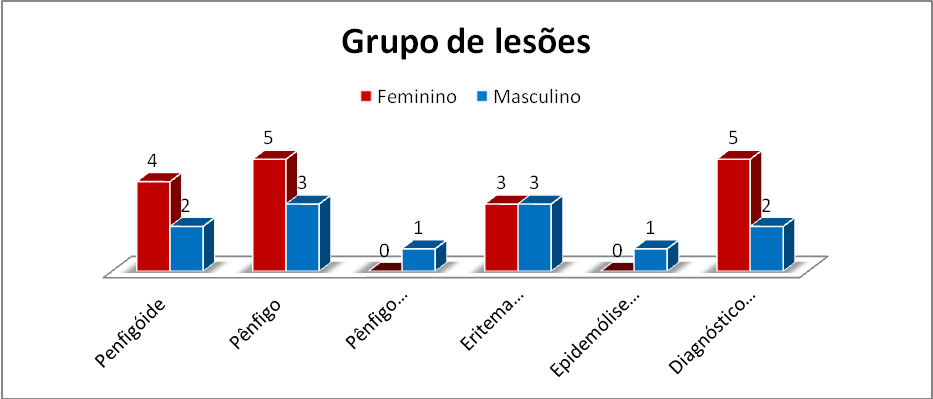 Grupo de lesões
Feminino Masculino
4 2 5 3 0 1 3 3 0 1 5 2
Penfigóide
Pênfigo
Pênfigo...
Eritema...
Epidemólise...
Diagnóstico...